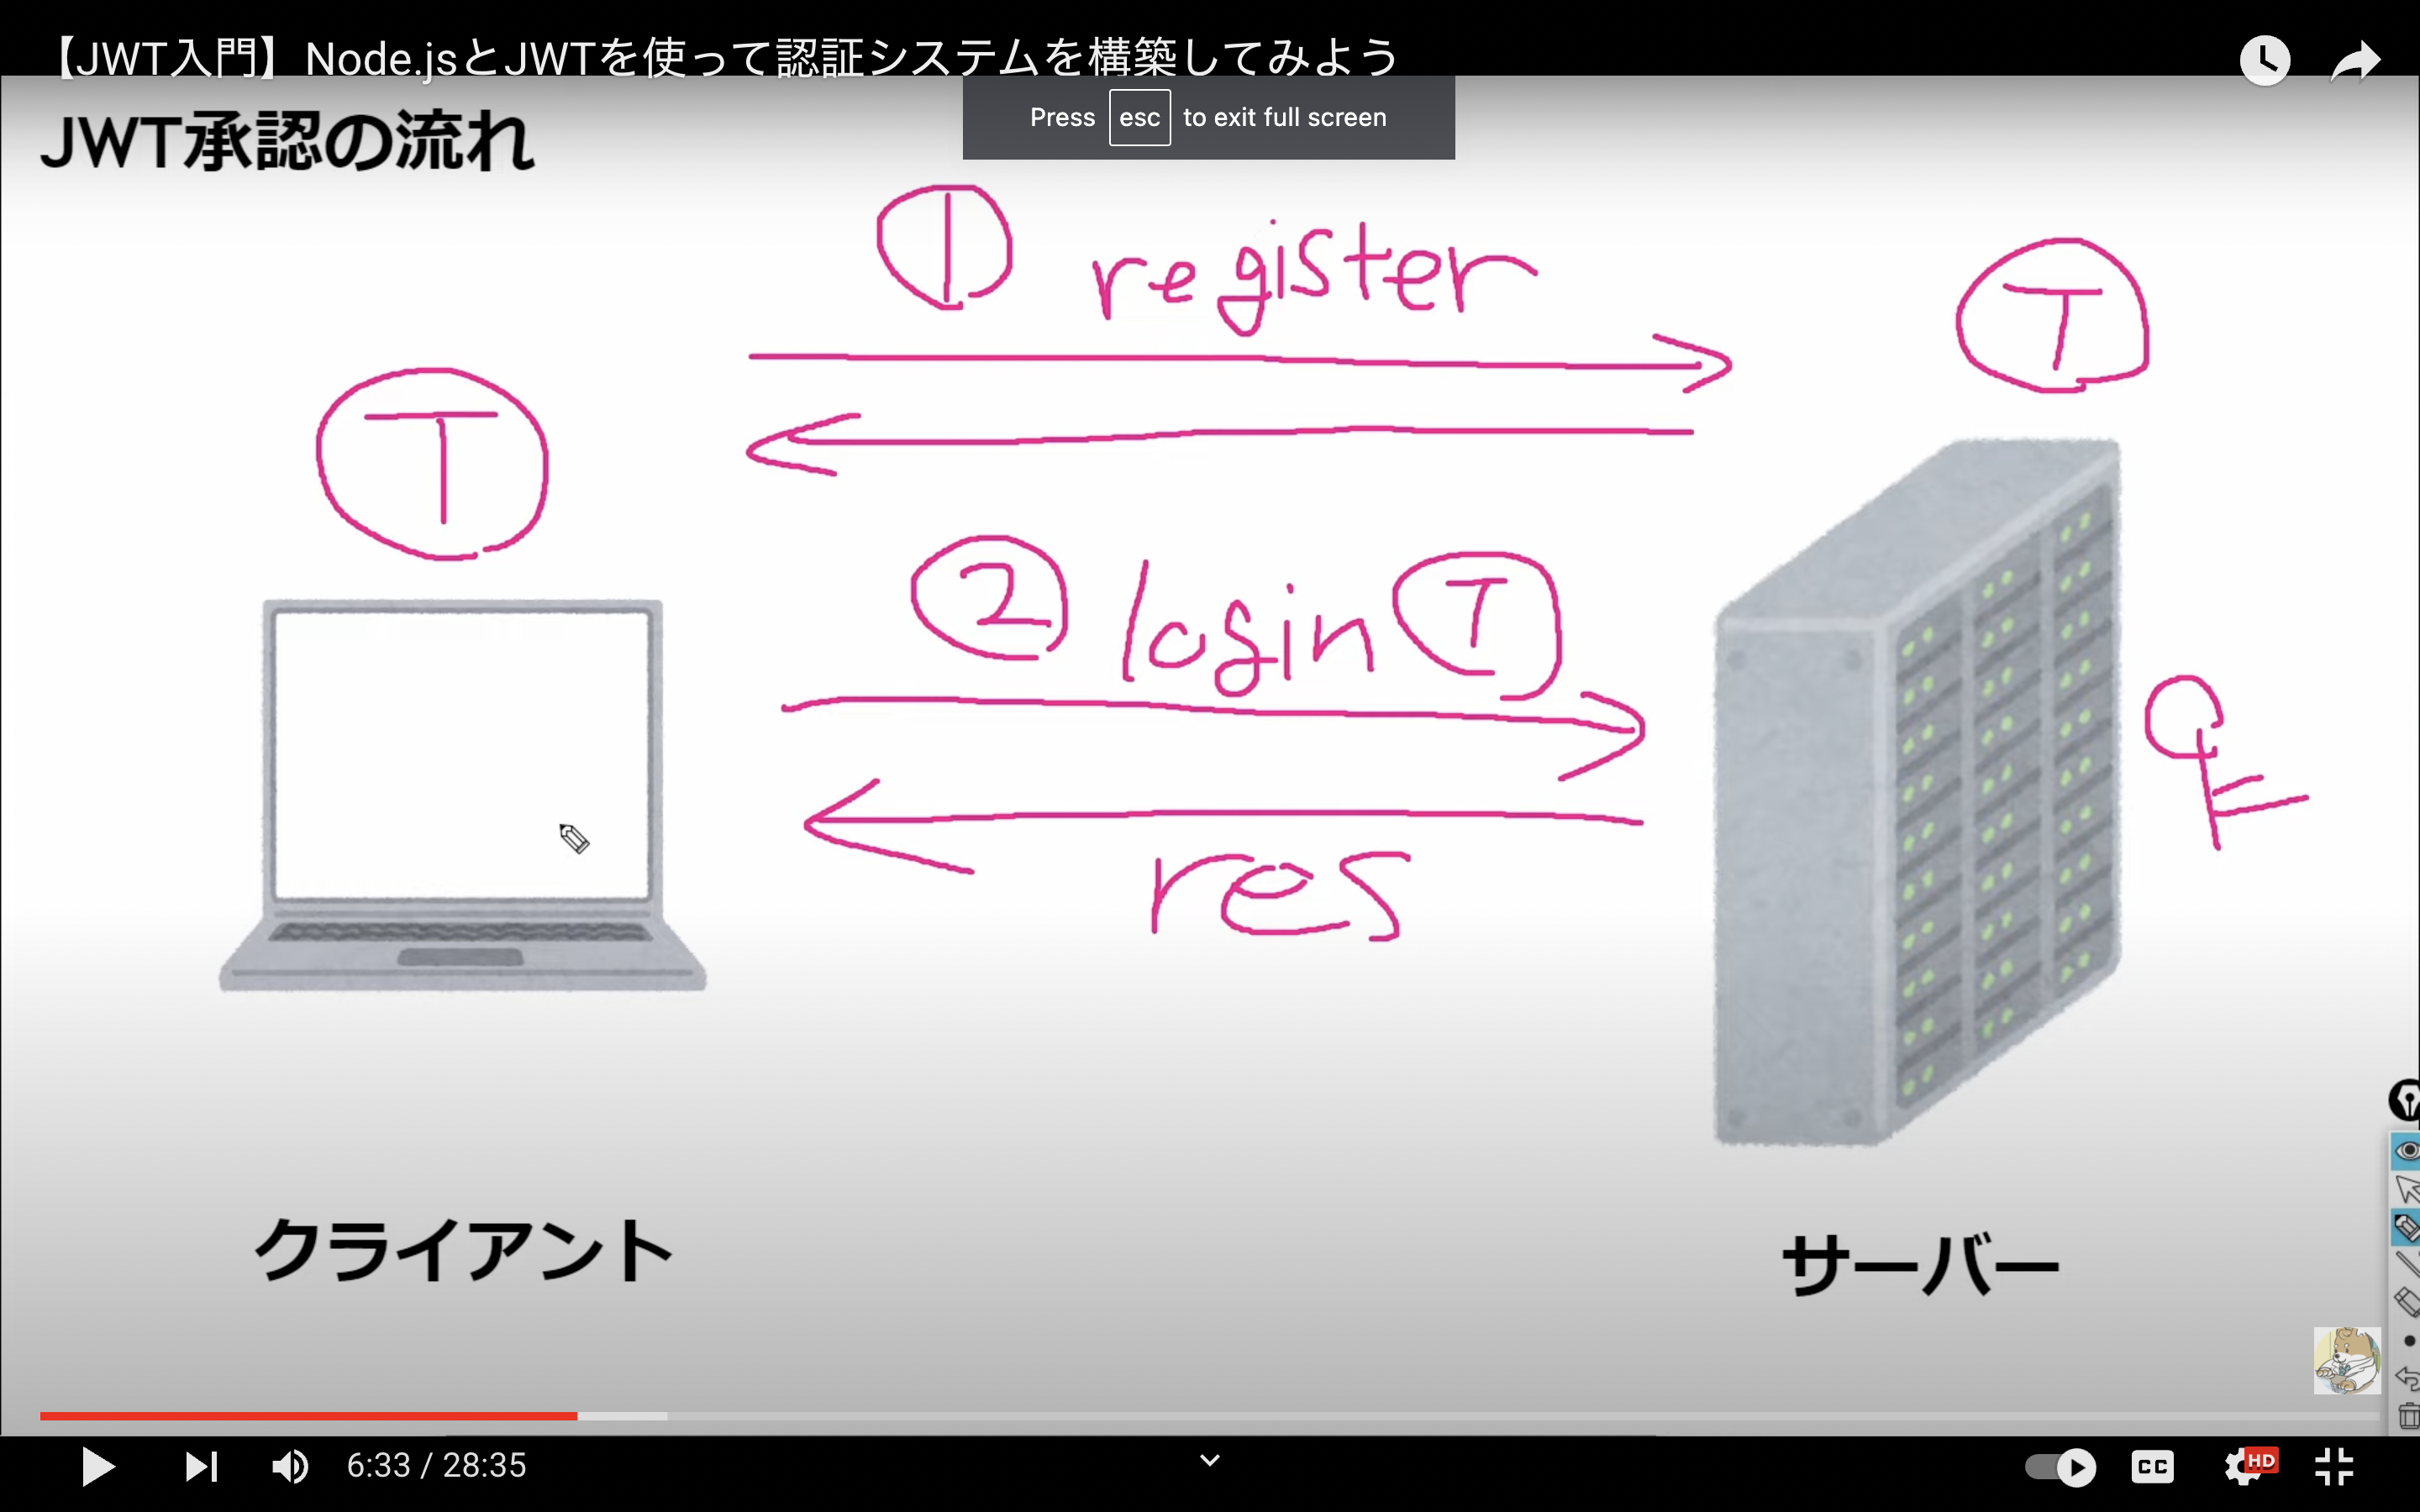 【JWT入門】Node.jsとJWTを使って認証システムを構築してみよう
Press esc to exit full screen
JWT承認の流れ
① register
T
T
② login T
res
クライアント
サーバー
6:33 / 28:35
CC
HD